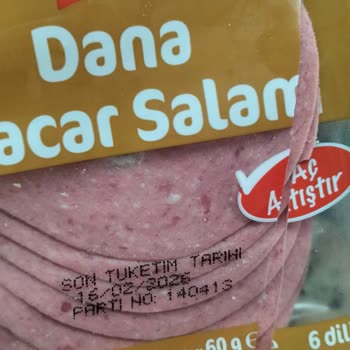 Dana
acar Salam
Aç
Atıştır
SON TUKETIM TARIHI
16/02/2026
PARTI NO: 140413
60 g e
6 dil